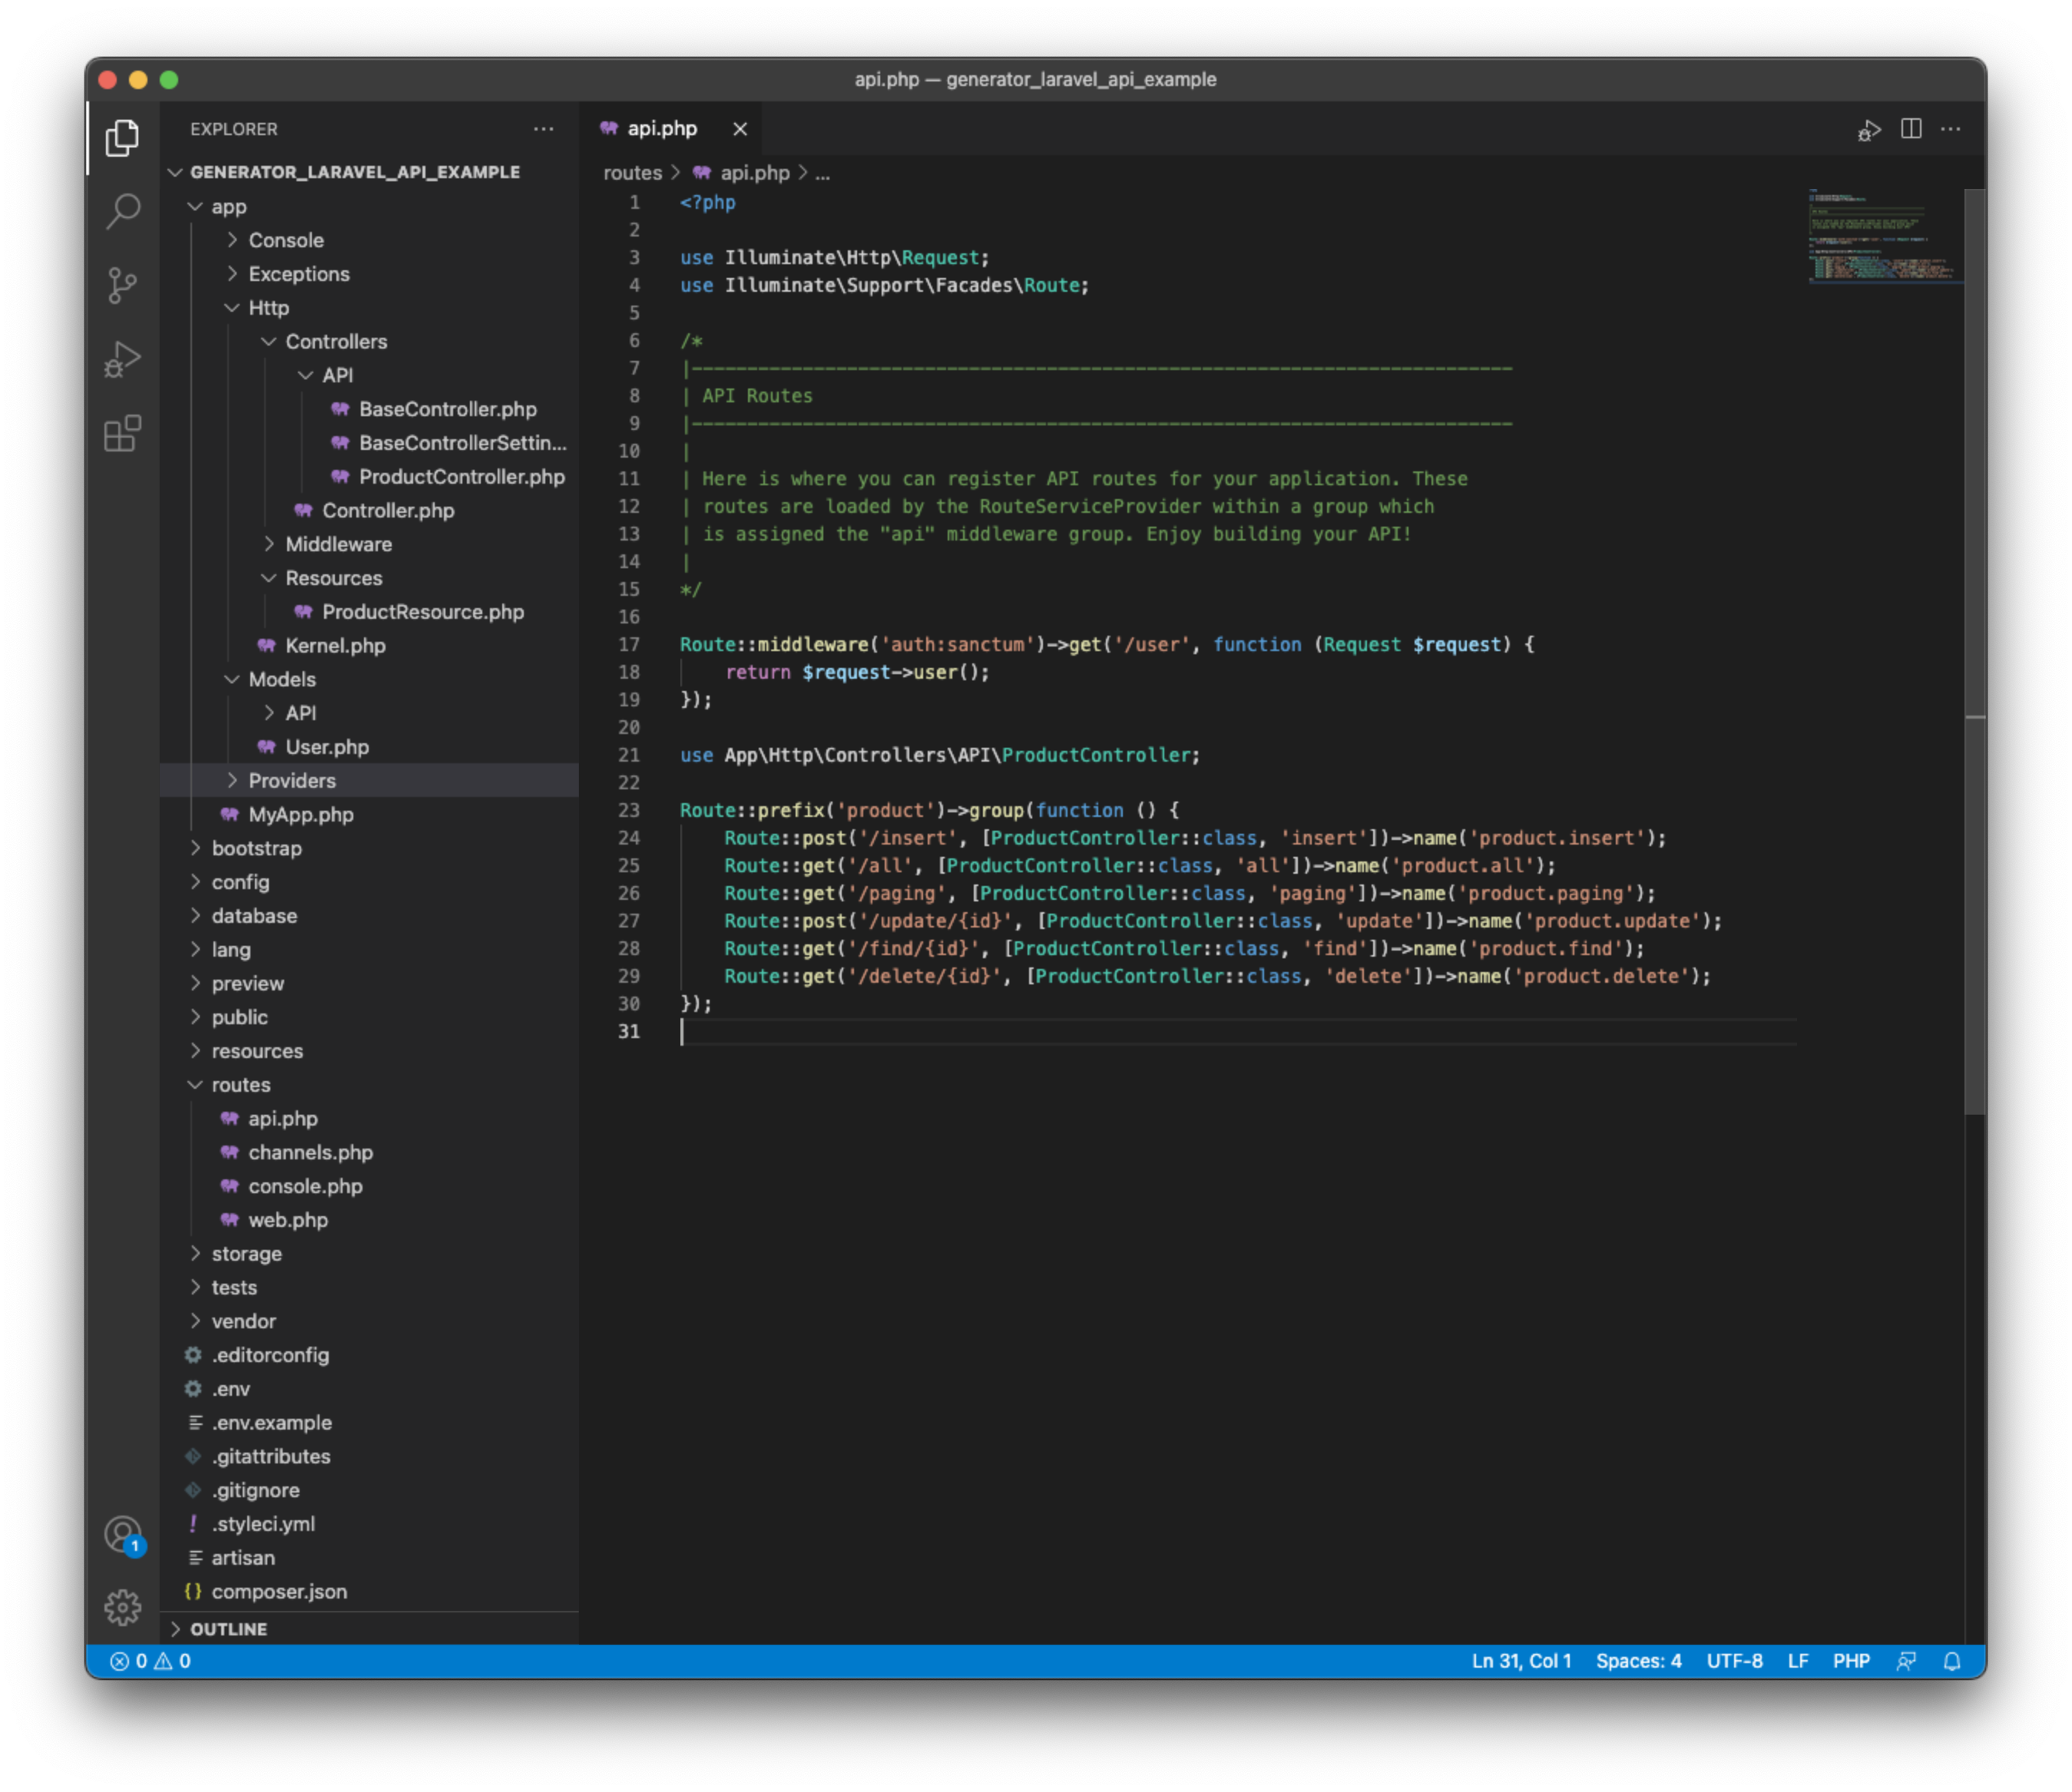 api.php — generator_laravel_api_example
EXPLORER
GENERATOR_LARAVEL_API_EXAMPLE
app
Console
Exceptions
Http
Controllers
API
BaseController.php
BaseControllerSettin...
ProductController.php
Controller.php
Middleware
Resources
ProductResource.php
Kernel.php
Models
API
User.php
Providers
MyApp.php
bootstrap
config
database
lang
preview
public
resources
routes
api.php
channels.php
console.php
web.php
storage
tests
vendor
.editorconfig
.env
.env.example
.gitattributes
.gitignore
.styleci.yml
artisan
{} composer.json
OUTLINE
1
api.php
routes > api.php > ...
1 <?php
2
3 use Illuminate\Http\Request;
4 use Illuminate\Support\Facades\Route;
5
6 /*
7 |--------------------------------------------------------------------------
8 | API Routes
9 |--------------------------------------------------------------------------
10 |
11 | Here is where you can register API routes for your application. These
12 | routes are loaded by the RouteServiceProvider within a group which
13 | is assigned the "api" middleware group. Enjoy building your API!
14 |
15 */
16
17 Route::middleware('auth:sanctum')->get('/user', function (Request $request) {
18     return $request->user();
19 });
20
21 use App\Http\Controllers\API\ProductController;
22
23 Route::prefix('product')->group(function () {
24     Route::post('/insert', [ProductController::class, 'insert'])->name('product.insert');
25     Route::get('/all', [ProductController::class, 'all'])->name('product.all');
26     Route::get('/paging', [ProductController::class, 'paging'])->name('product.paging');
27     Route::post('/update/{id}', [ProductController::class, 'update'])->name('product.update');
28     Route::get('/find/{id}', [ProductController::class, 'find'])->name('product.find');
29     Route::get('/delete/{id}', [ProductController::class, 'delete'])->name('product.delete');
30 });
31
0 0 Ln 31, Col 1 Spaces: 4 UTF-8 LF PHP